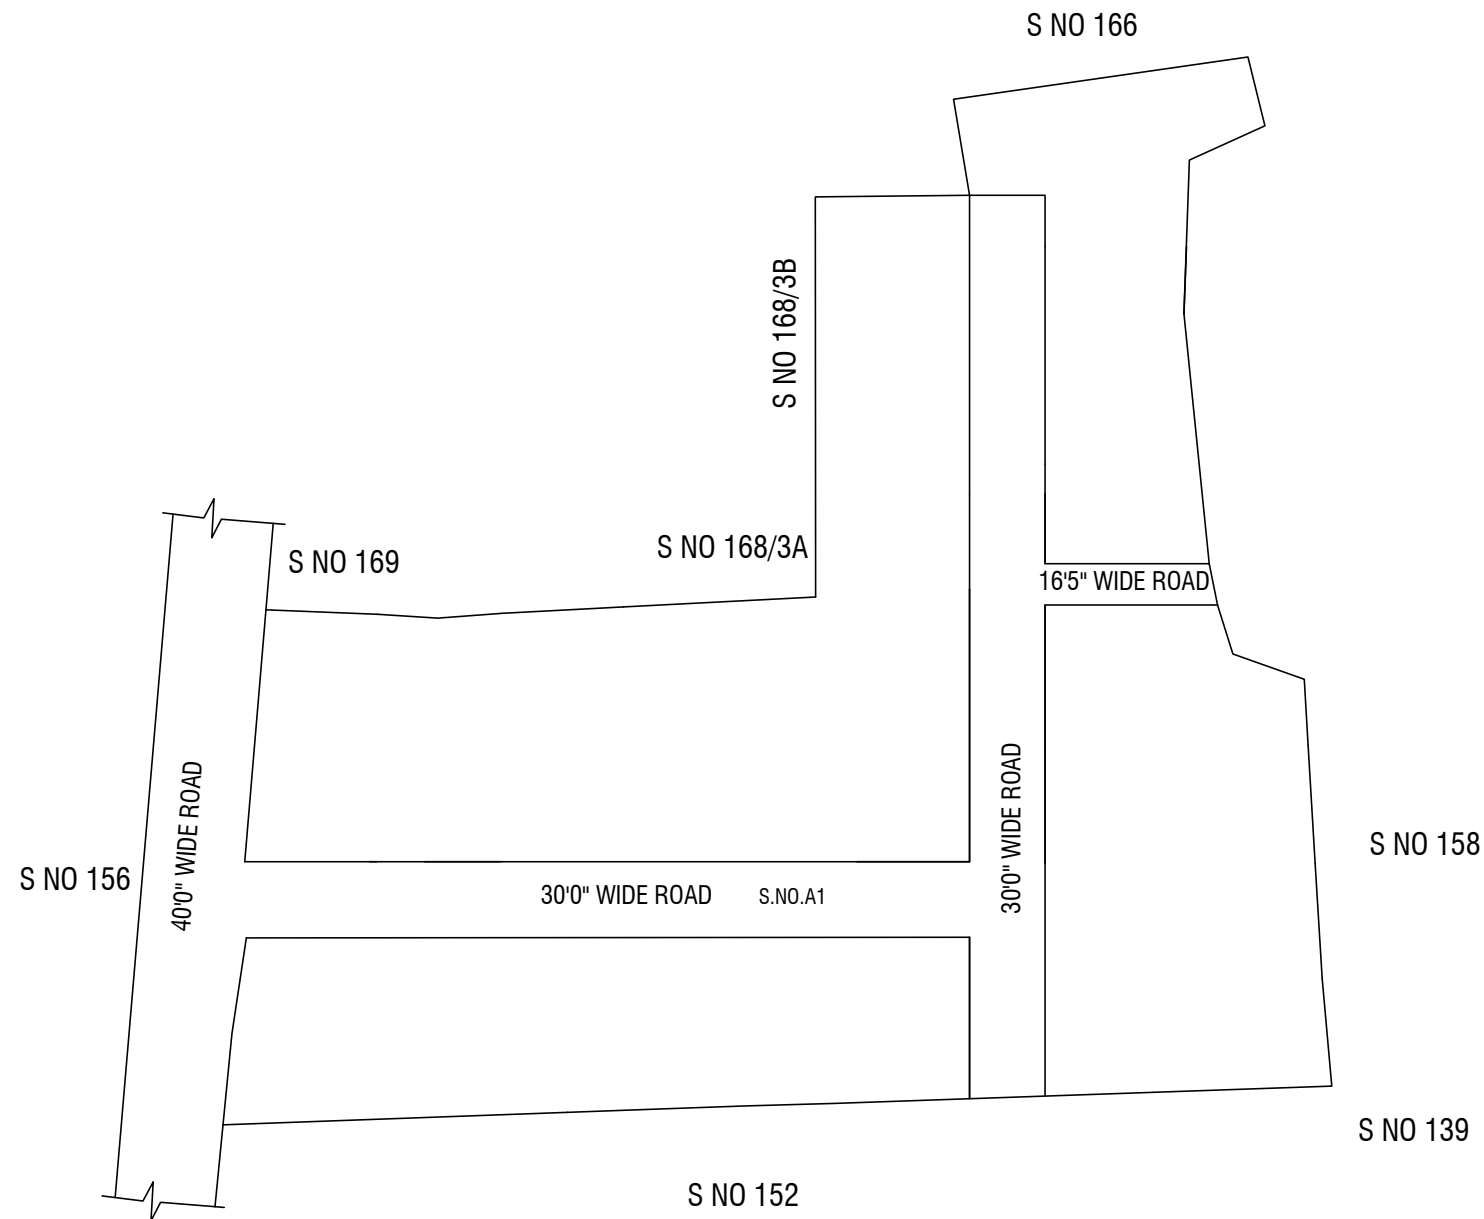 S NO 166
S NO 168/3B
S NO 169
S NO 168/3A
16'5" WIDE ROAD
40'0" WIDE ROAD
30'0" WIDE ROAD
S NO 158
S NO 156
30'0" WIDE ROAD
S.NO.A1
S NO 139
S NO 152